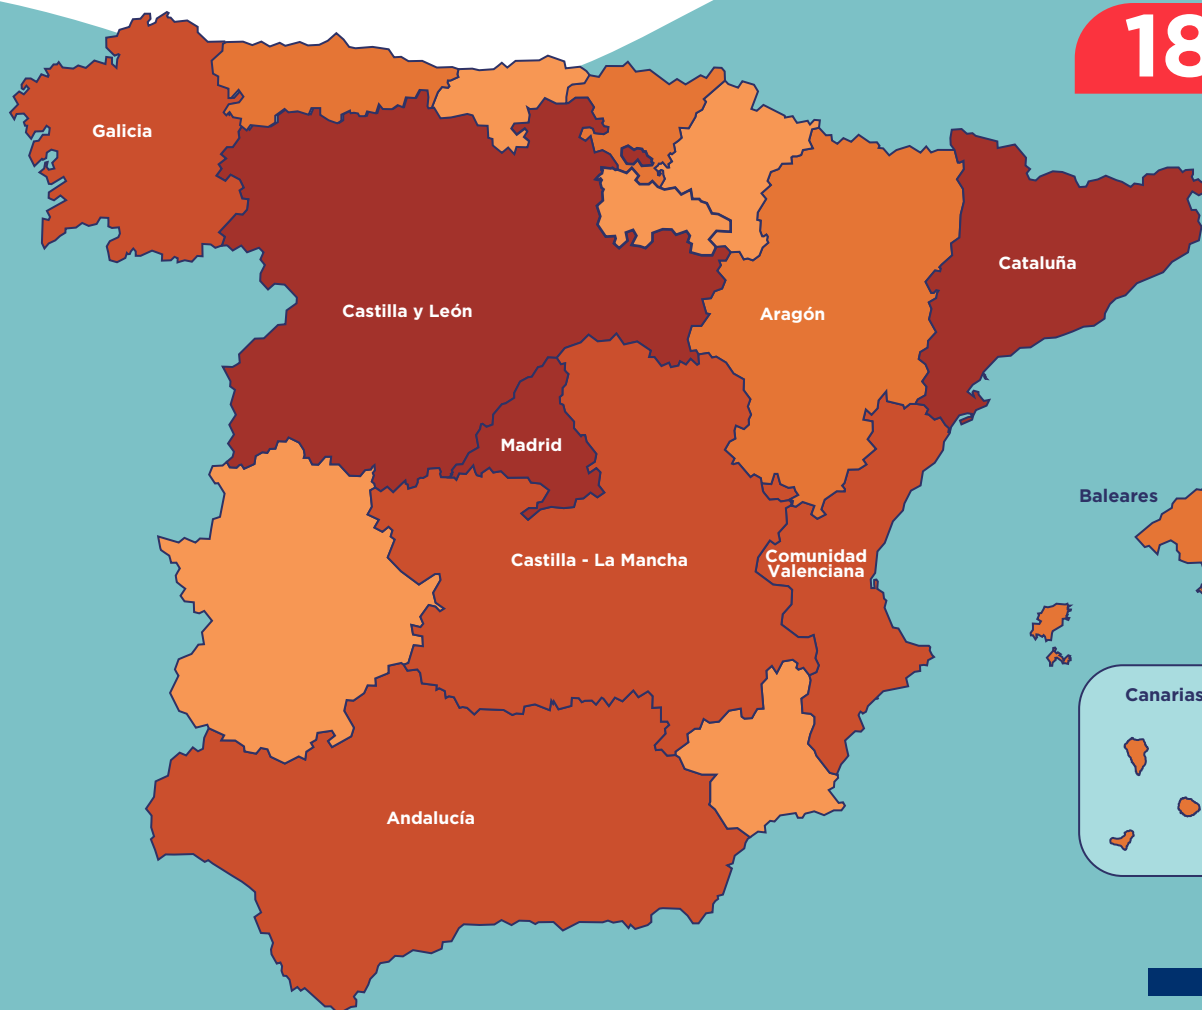 18
Galicia
Cataluña
Castilla y León
Aragón
Madrid
Baleares
Castilla - La Mancha
Comunidad
Valenciana
Canarias
Andalucía